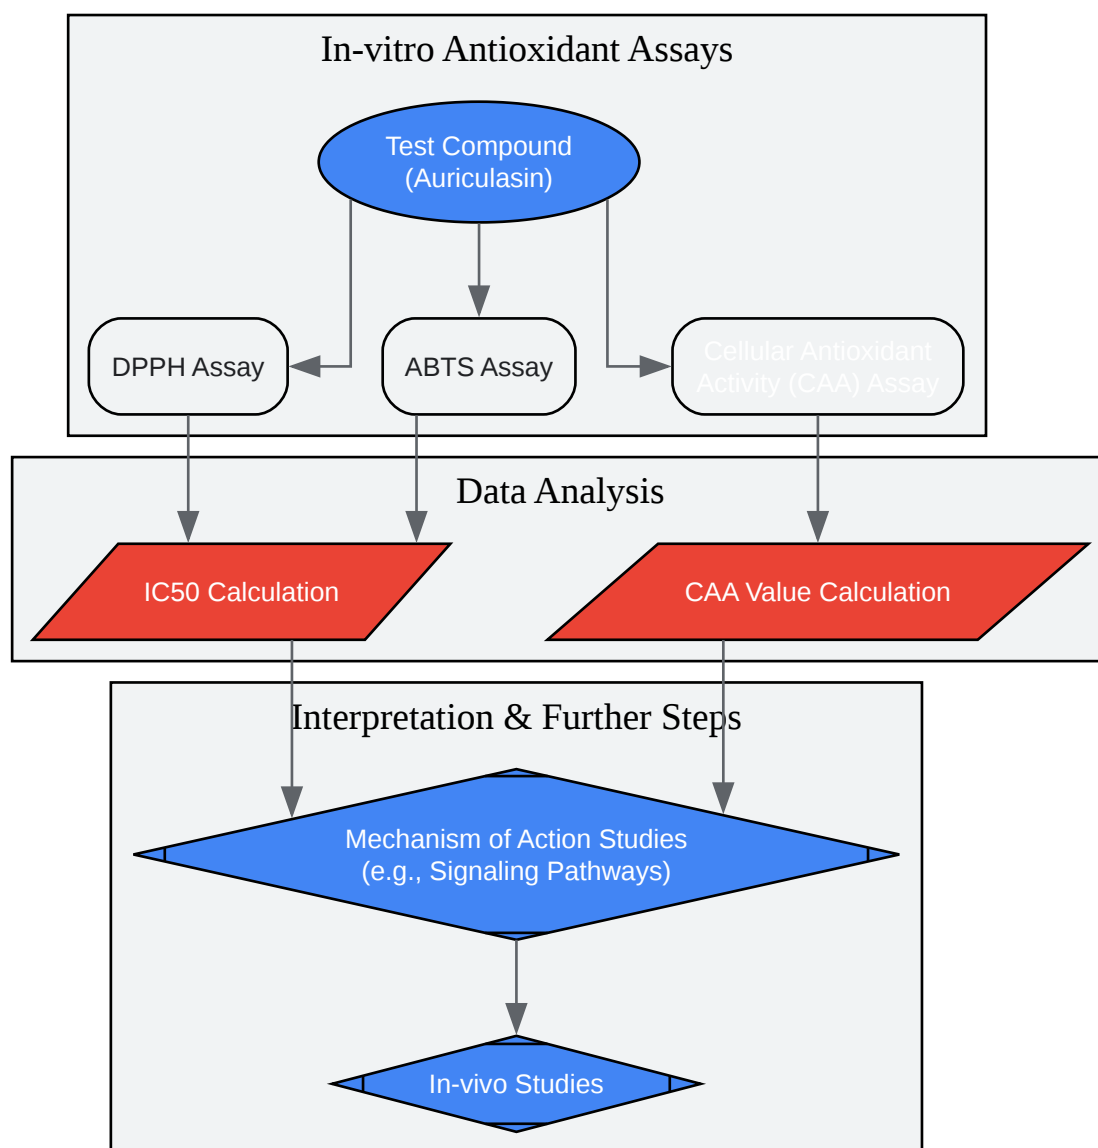 In-vitro Antioxidant Assays
Test Compound
(Auriculasin)
DPPH Assay
ABTS Assay
Cellular Antioxidant
Activity (CAA) Assay
Data Analysis
IC50 Calculation
CAA Value Calculation
Interpretation & Further Steps
Mechanism of Action Studies
(e.g., Signaling Pathways)
In-vivo Studies